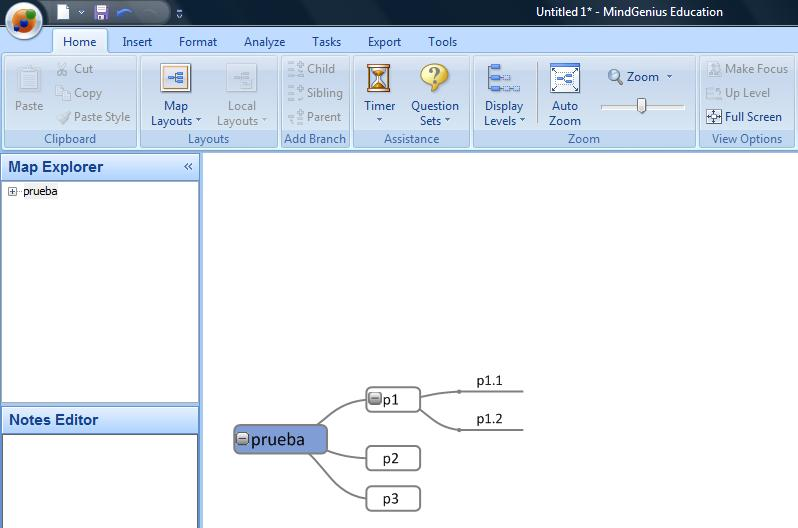 Untitled 1* - MindGenius Education
Home Insert Format Analyze Tasks Export Tools
Paste
Cut
Copy
Paste Style
Clipboard
Map Layouts
Local Layouts
Layouts
Child
Sibling
Parent
Add Branch
Timer
Question Sets
Assistance
Display Levels
Auto Zoom
Zoom
Zoom
Make Focus
Up Level
Full Screen
View Options
Map Explorer «
prueba
Notes Editor
p1.1
p1
p1.2
prueba
p2
p3